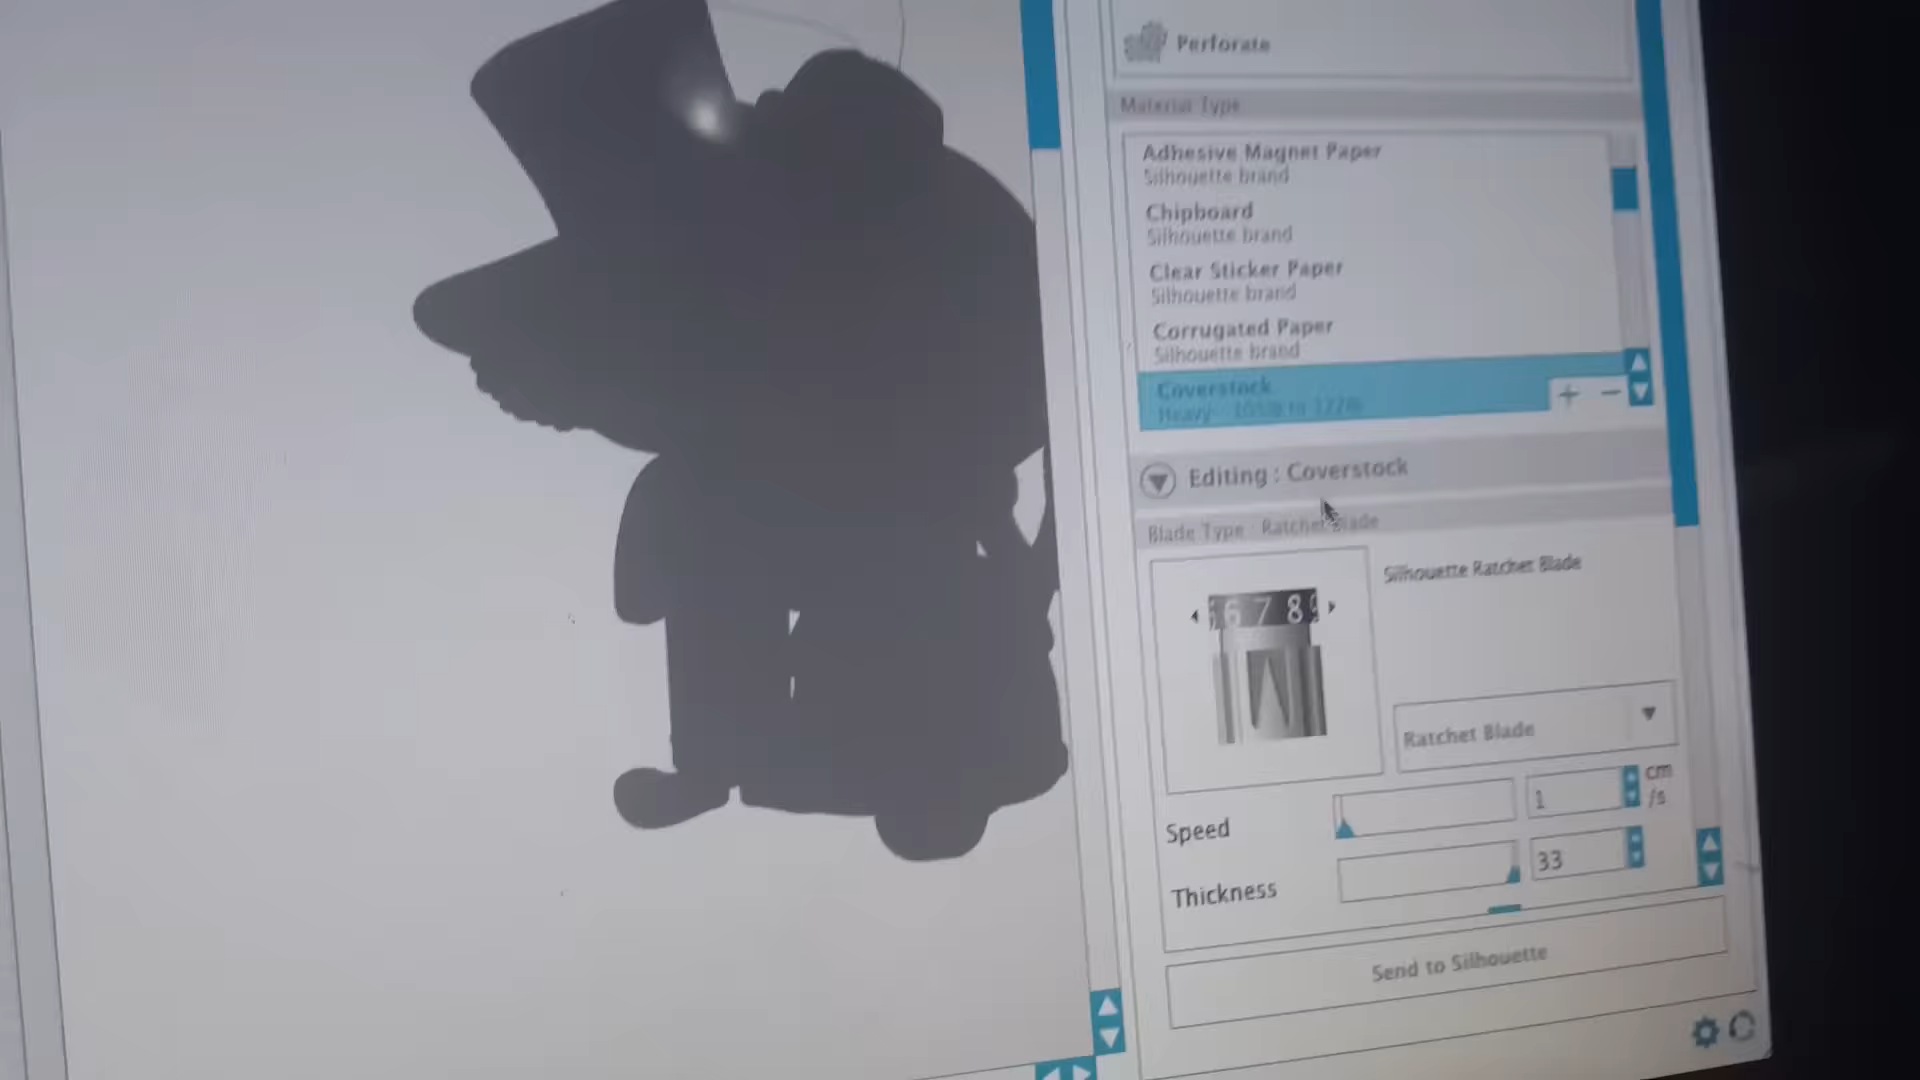 Perforate
Material Type
Adhesive Magnet Paper
Silhouette brand
Chipboard
Silhouette brand
Clear Sticker Paper
Silhouette brand
Corrugated Paper
Silhouette brand
Coverstock
Heavy
+ −
Editing : Coverstock
Blade Type : Ratchet Blade
Silhouette Ratchet Blade
6 7 8
Ratchet Blade
Speed 1 cm
/s
Thickness 33
Send to Silhouette